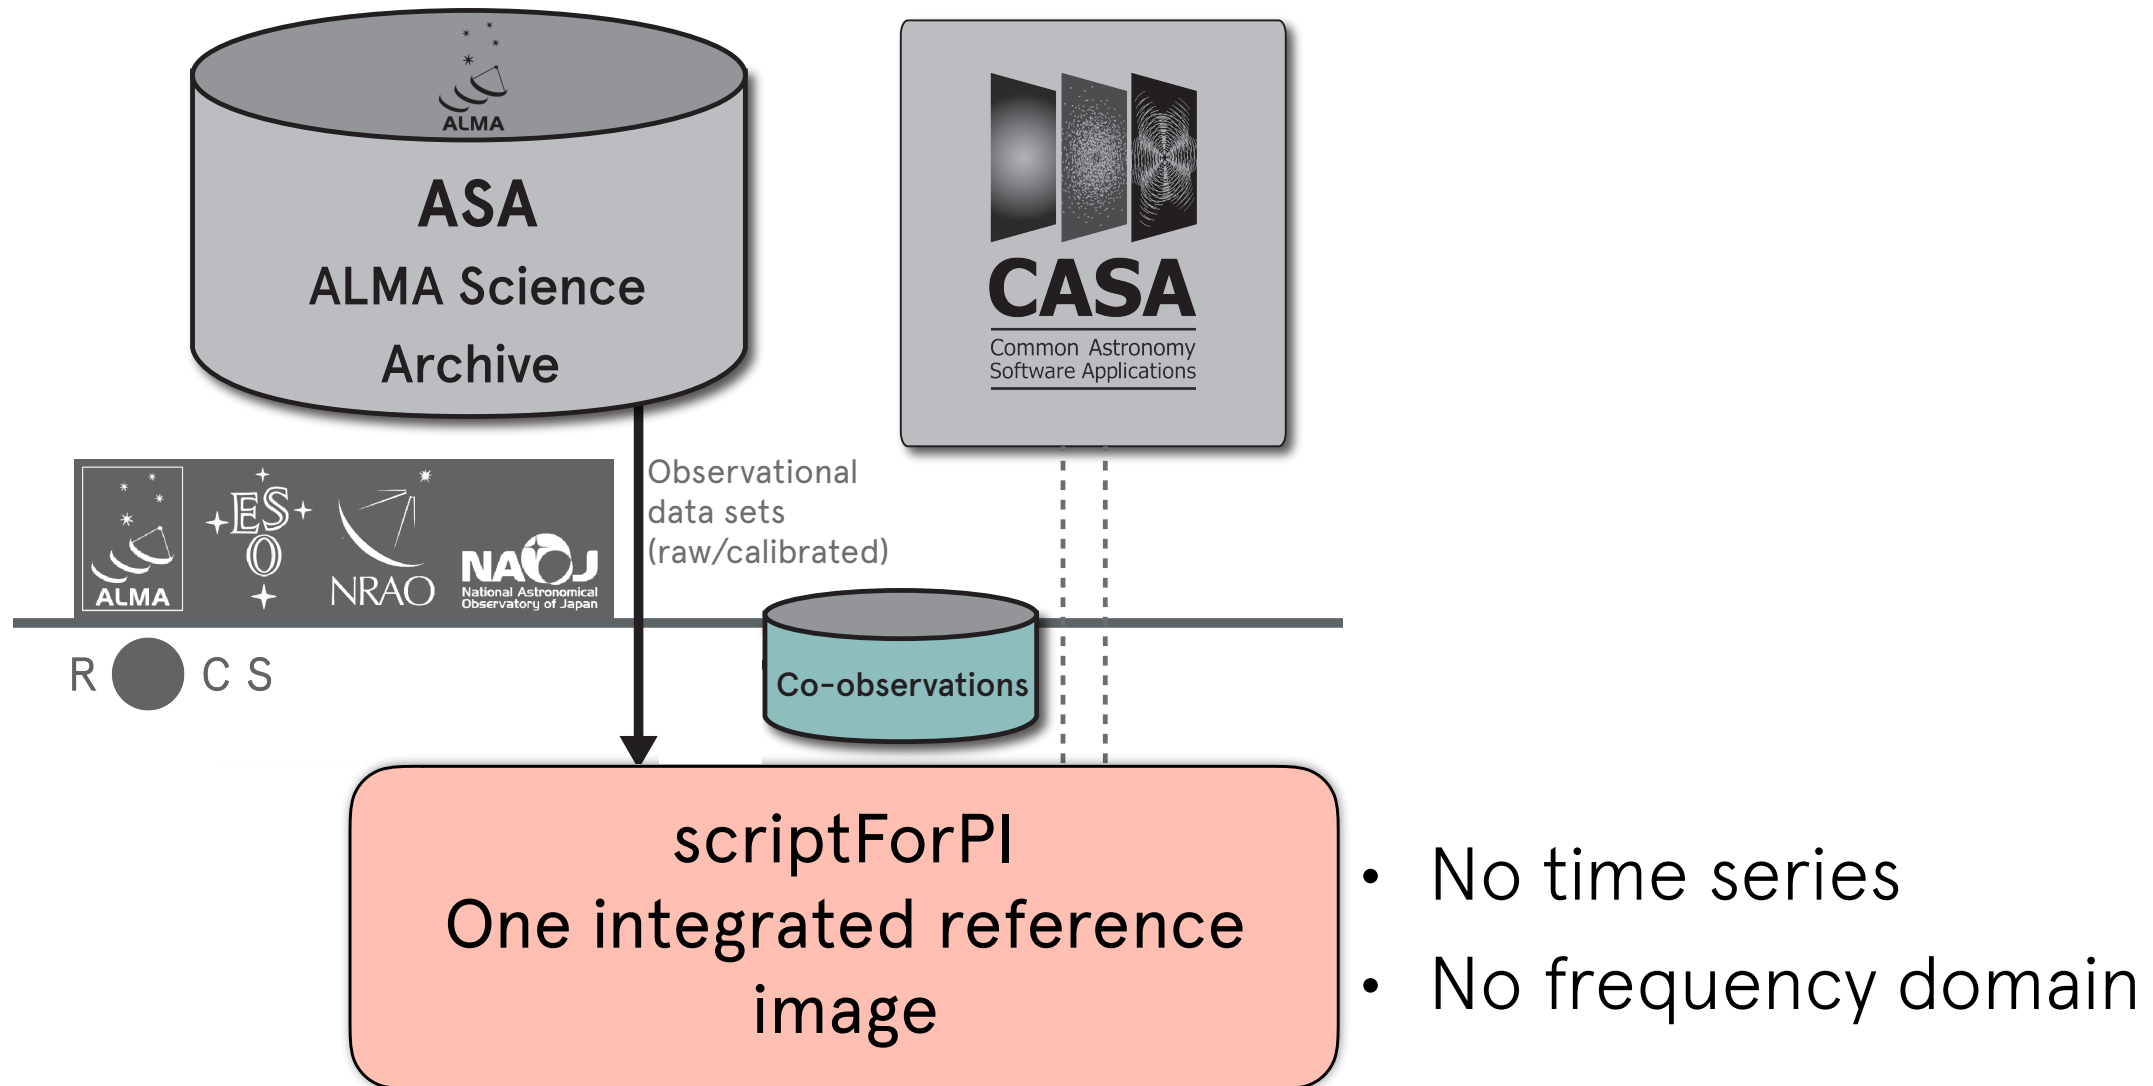 ALMA
ASA
ALMA Science
Archive
CASA
Common Astronomy
Software Applications
Observational
data sets
(raw/calibrated)
ALMA
ES
O
NRAO
NAOJ
National Astronomical
Observatory of Japan
R CS
Co-observations
scriptForPI
One integrated reference
image
• No time series
• No frequency domain